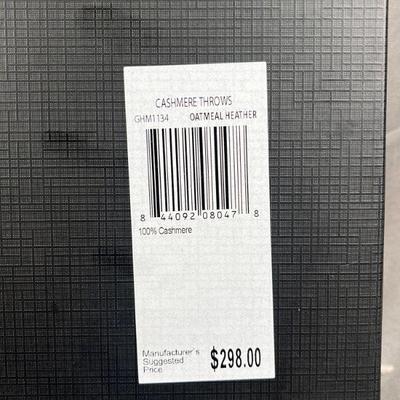 CASHMERE THROWS
GHM1134 OATMEAL HEATHER
8 44092 08047 8
100% Cashmere
Manufacturer's
Suggested
Price $298.00